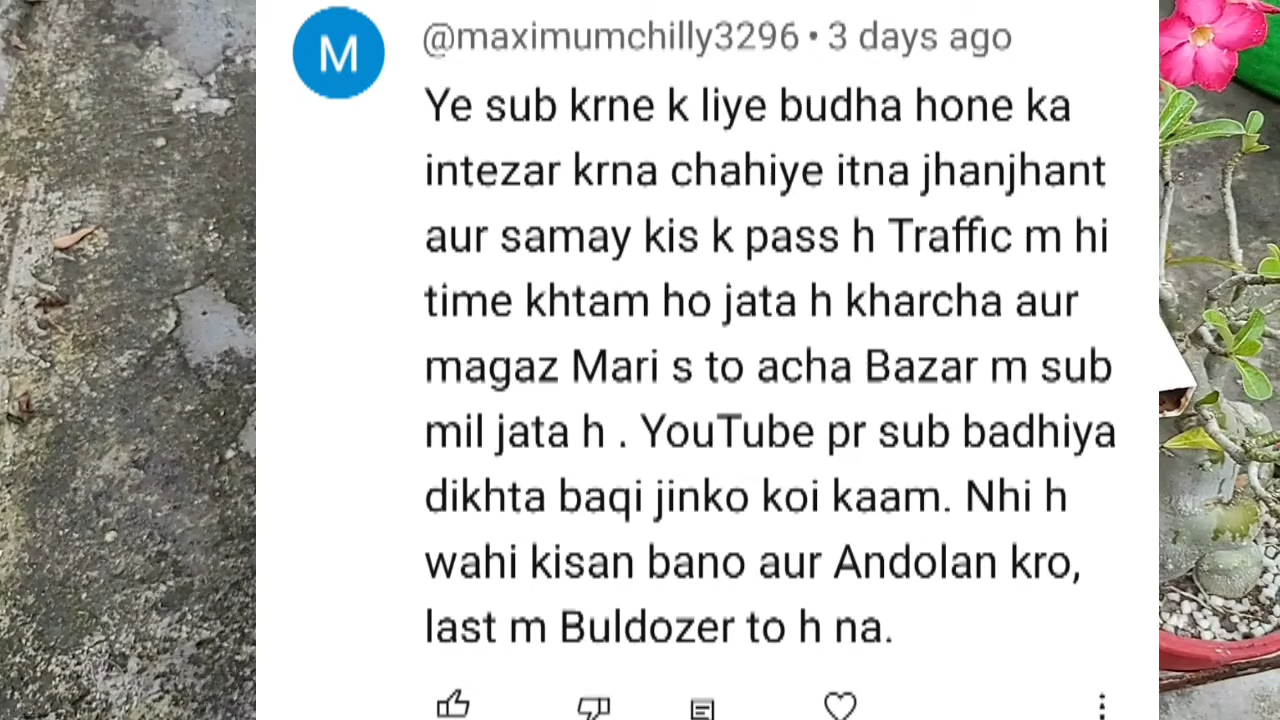 M
@maximumchilly3296 • 3 days ago
Ye sub krne k liye budha hone ka
intezar krna chahiye itna jhanjhant
aur samay kis k pass h Traffic m hi
time khtam ho jata h kharcha aur
magaz Mari s to acha Bazar m sub
mil jata h . YouTube pr sub badhiya
dikhta baqi jinko koi kaam. Nhi h
wahi kisan bano aur Andolan kro,
last m Buldozer to h na.